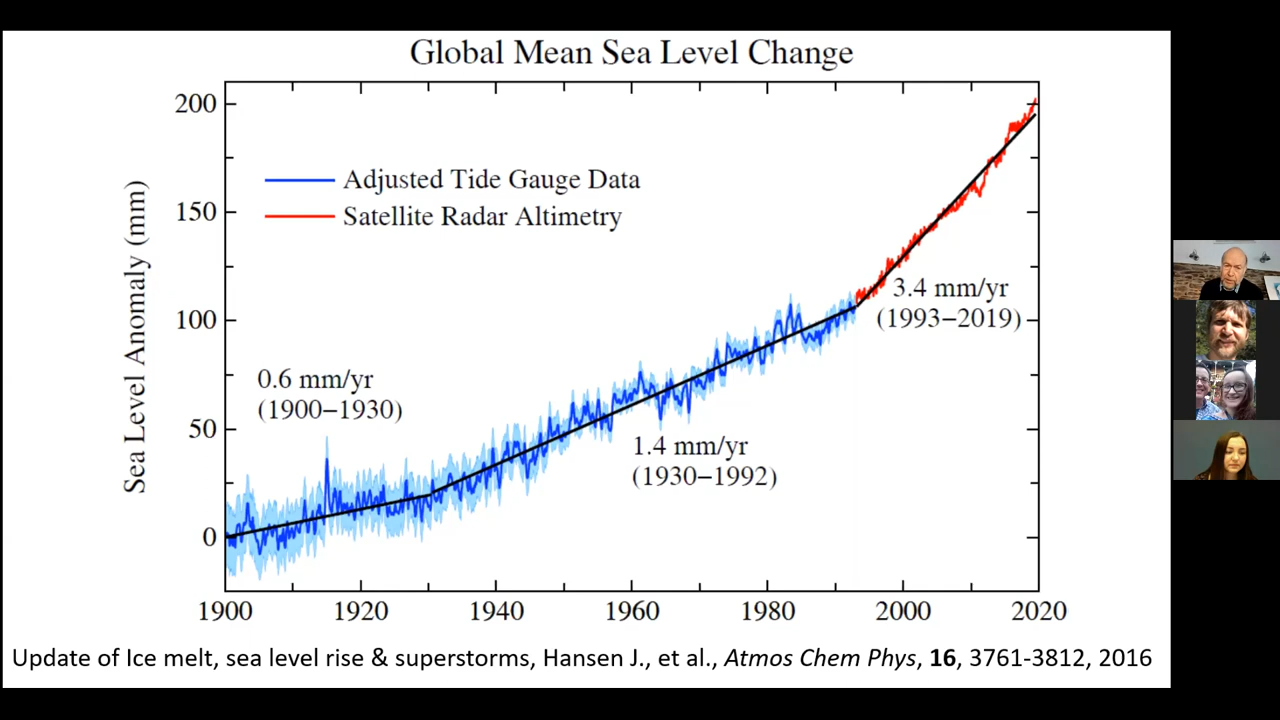 Global Mean Sea Level Change
200
150
100
50
0
Sea Level Anomaly (mm)
Adjusted Tide Gauge Data
Satellite Radar Altimetry
3.4 mm/yr
(1993−2019)
0.6 mm/yr
(1900−1930)
1.4 mm/yr
(1930−1992)
1900 1920 1940 1960 1980 2000 2020
Update of Ice melt, sea level rise & superstorms, Hansen J., et al., Atmos Chem Phys, 16, 3761-3812, 2016